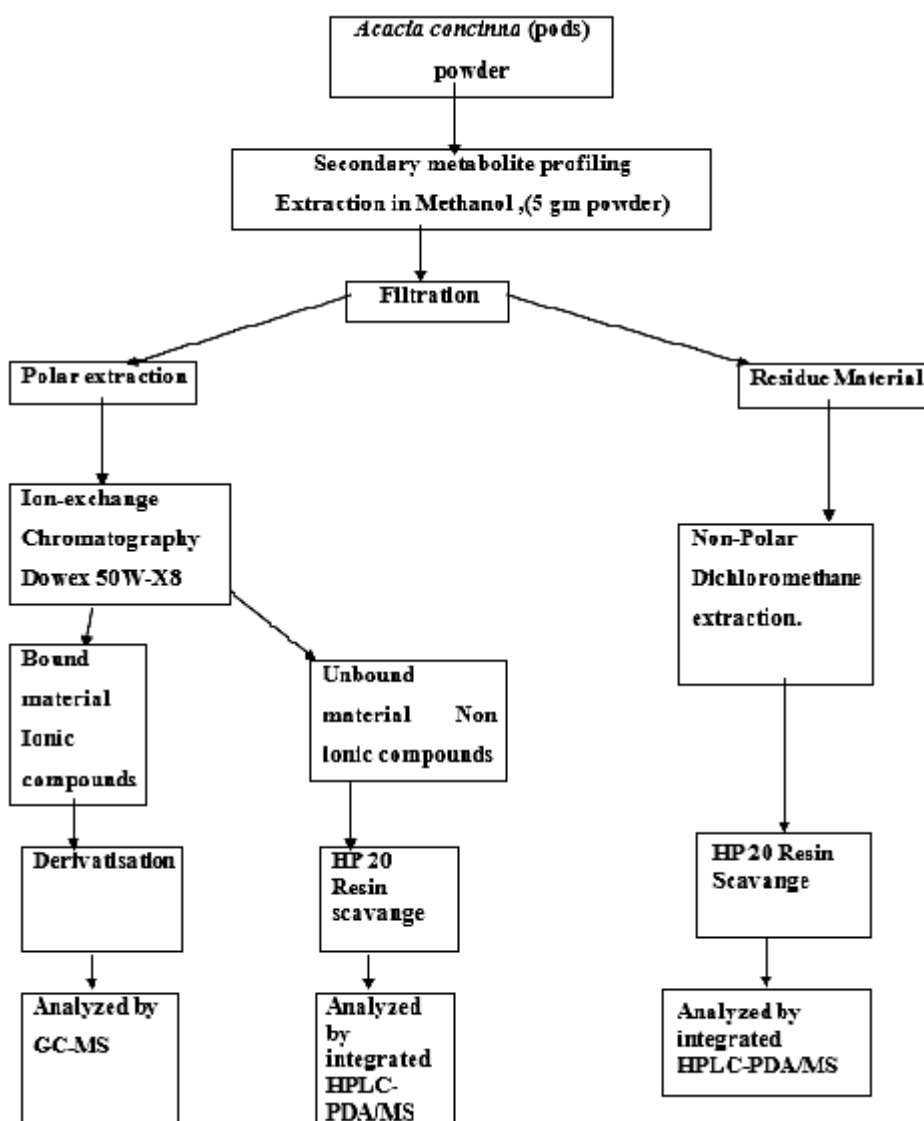 Acacia concinna (pods)
powder
Secondary metabolite profiling
Extraction in Methanol ,(5 gm powder)
Filtration
Polar extraction
Residue Material
Ion-exchange
Chromatography
Dowex 50W-X8
Non-Polar
Dichloromethane
extraction.
Bound
material
Ionic
compounds
Unbound
material Non
Ionic compounds
Derivatisation
HP 20
Resin
scavange
HP 20 Resin
Scavange
Analyzed by
GC-MS
Analyzed
by
integrated
HPLC-
PDA/MS
Analyzed by
integrated
HPLC-PDA/MS